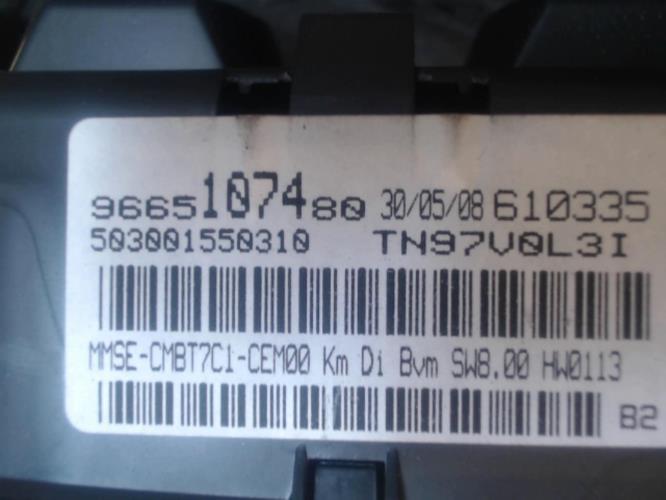 9665107480 30/05/08 610335
503001550310 TN97V0L3I
MMSE-CMBT7C1-CEM00 Km Di Bvm SW8.00 HW0113
B2